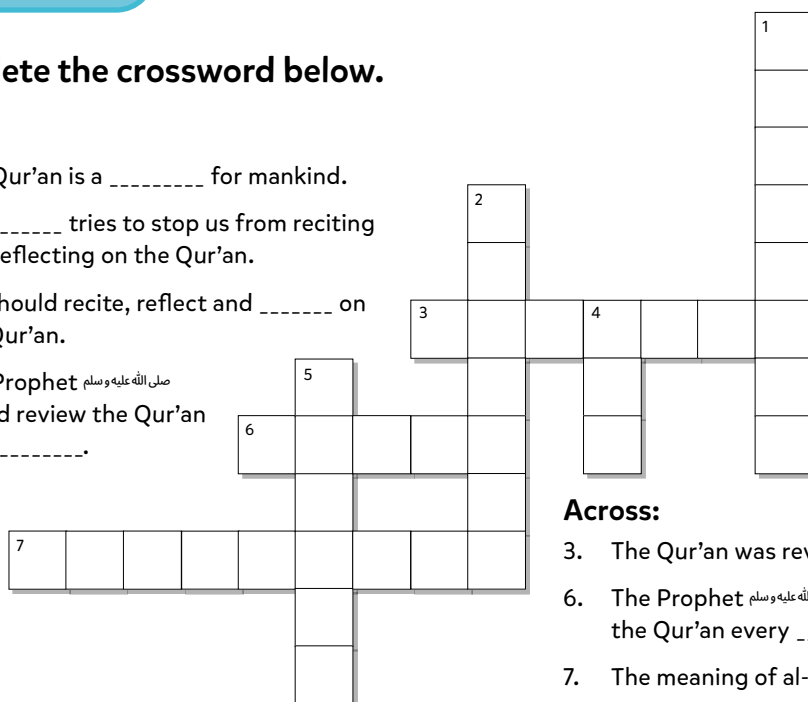 ete the crossword below.
Qur’an is a _________ for mankind.
______ tries to stop us from reciting
eflecting on the Qur’an.
hould recite, reflect and _______ on
Qur’an.
Prophet صلى الله عليه وسلم
d review the Qur’an
________.
1
2
3
4
5
6
7
Across:
3. The Qur’an was rev
6. The Prophet الله عليه وسلم
the Qur’an every _
7. The meaning of al-